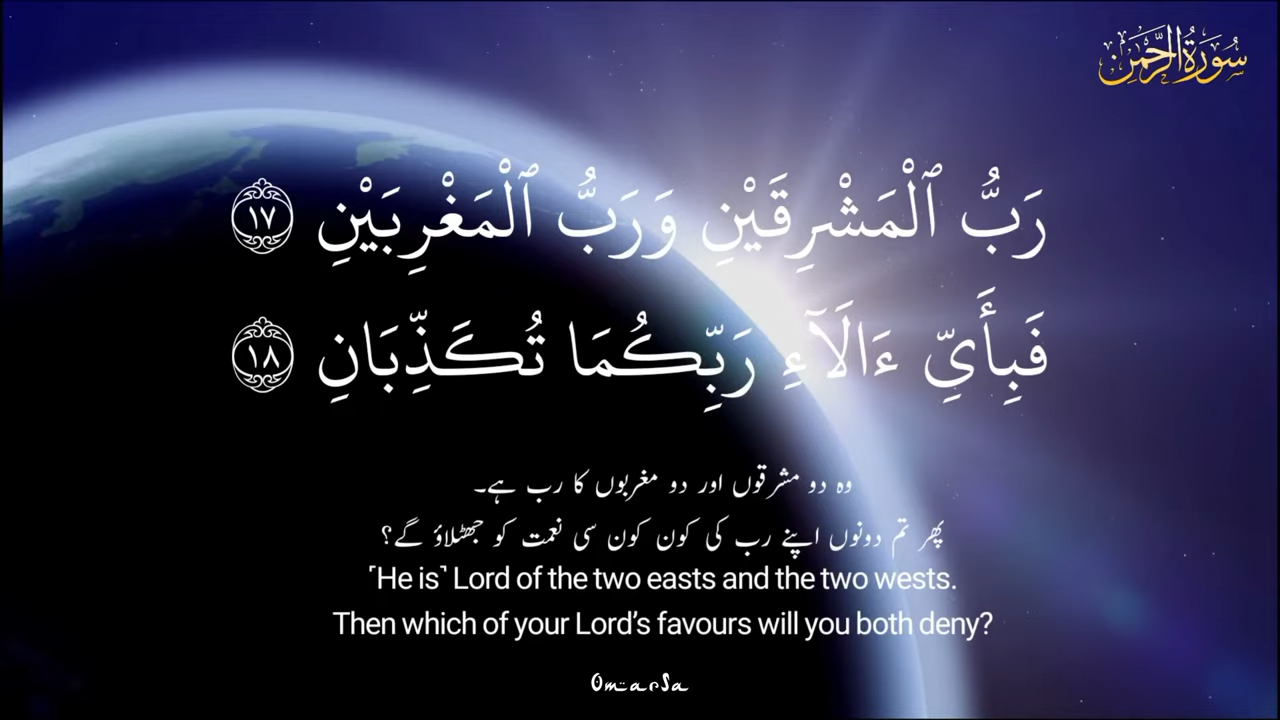 سُورَةُ الرَّحْمَٰن
رَبُّ ٱلْمَشْرِقَيْنِ وَرَبُّ ٱلْمَغْرِبَيْنِ ١٧
فَبِأَيِّ ءَالَآءِ رَبِّكُمَا تُكَذِّبَانِ ١٨
وہ دو مشرقوں اور دو مغربوں کا رب ہے۔
پھر تم دونوں اپنے رب کی کون کون سی نعمت کو جھٹلاؤ گے؟
˹He is˺ Lord of the two easts and the two wests.
Then which of your Lord’s favours will you both deny?
OmarSa